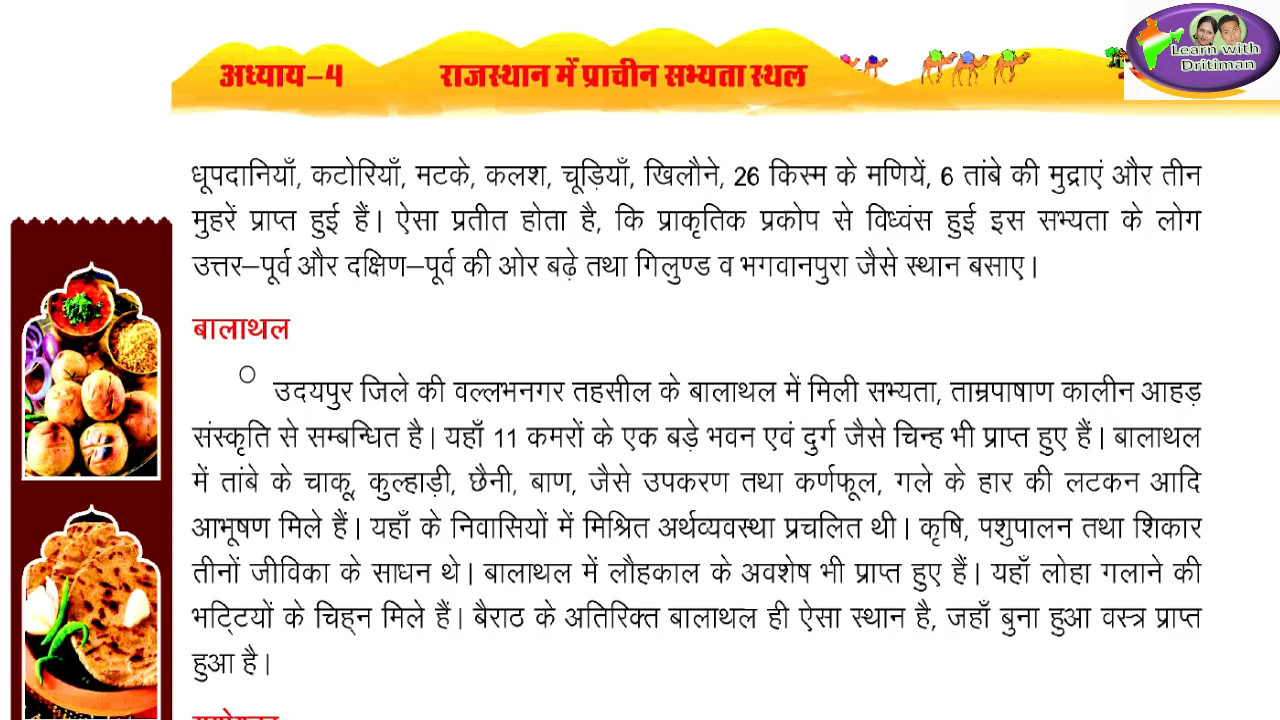 अध्याय–4 राजस्थान में प्राचीन सभ्यता स्थल
Learn with
Dritiman
धूपदानियाँ, कटोरियाँ, मटके, कलश, चूड़ियाँ, खिलौने, 26 किस्म के मणियें, 6 तांबे की मुद्राएं और तीन
मुहरें प्राप्त हुई हैं। ऐसा प्रतीत होता है, कि प्राकृतिक प्रकोप से विध्वंस हुई इस सभ्यता के लोग
उत्तर–पूर्व और दक्षिण–पूर्व की ओर बढ़े तथा गिलुण्ड व भगवानपुरा जैसे स्थान बसाए।
बालाथल
उदयपुर जिले की वल्लभनगर तहसील के बालाथल में मिली सभ्यता, ताम्रपाषाण कालीन आहड़
संस्कृति से सम्बन्धित है। यहाँ 11 कमरों के एक बड़े भवन एवं दुर्ग जैसे चिन्ह भी प्राप्त हुए हैं। बालाथल
में तांबे के चाकू, कुल्हाड़ी, छैनी, बाण, जैसे उपकरण तथा कर्णफूल, गले के हार की लटकन आदि
आभूषण मिले हैं। यहाँ के निवासियों में मिश्रित अर्थव्यवस्था प्रचलित थी। कृषि, पशुपालन तथा शिकार
तीनों जीविका के साधन थे। बालाथल में लौहकाल के अवशेष भी प्राप्त हुए हैं। यहाँ लोहा गलाने की
भट्टियों के चिह्न मिले हैं। बैराठ के अतिरिक्त बालाथल ही ऐसा स्थान है, जहाँ बुना हुआ वस्त्र प्राप्त
हुआ है।